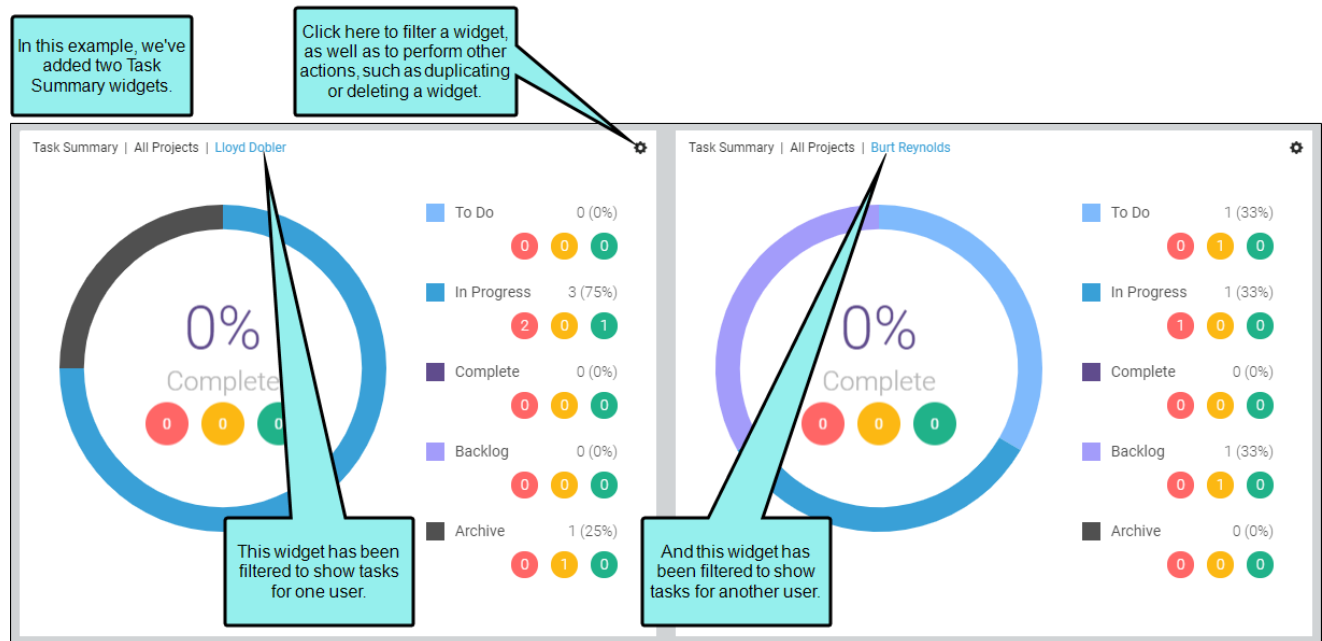 In this example, we've
added two Task
Summary widgets.
Click here to filter a widget,
as well as to perform other
actions, such as duplicating
or deleting a widget.
Task Summary | All Projects | Lloyd Dobler
0%
Complete
0 0 0
To Do 0 (0%)
0 0 0
In Progress 3 (75%)
2 0 1
Complete 0 (0%)
0 0 0
Backlog 0 (0%)
0 0 0
Archive 1 (25%)
0 1 0
This widget has been
filtered to show tasks
for one user.
Task Summary | All Projects | Burt Reynolds
0%
Complete
0 0 0
To Do 1 (33%)
0 1 0
In Progress 1 (33%)
1 0 0
Complete 0 (0%)
0 0 0
Backlog 1 (33%)
0 1 0
Archive 0 (0%)
0 0 0
And this widget has
been filtered to show
tasks for another user.